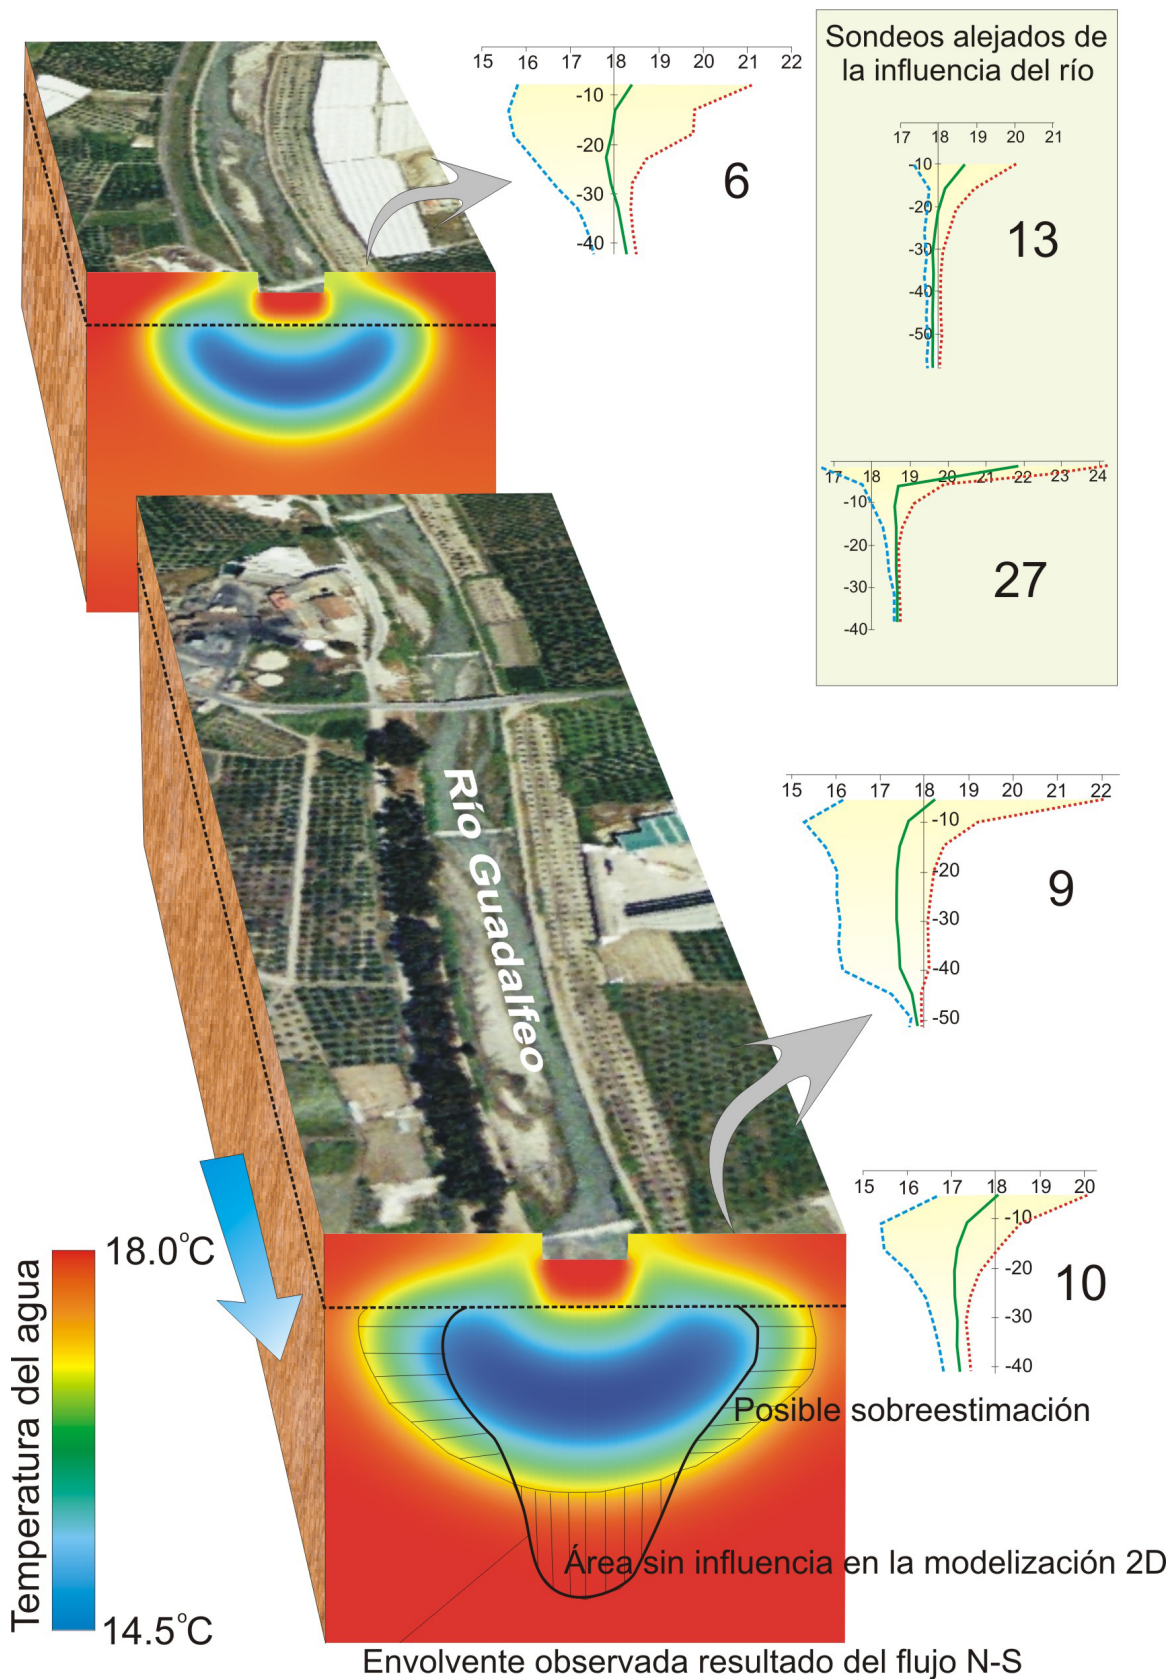 15 16 17 18 19 20 21 22
-10
-20
-30
-40
6
Sondeos alejados de
la influencia del río
17 18 19 20 21
-10
-20
-30
-40
-50
13
17 18 19 20 21 22 23 24
-10
-20
-30
-40
27
Río Guadalfeo
15 16 17 18 19 20 21 22
-10
-20
-30
-40
-50
9
15 16 17 18 19 20
-10
-20
-30
-40
10
Temperatura del agua
18.0°C
14.5°C
Posible sobreestimación
Área sin influencia en la modelización 2D
Envolvente observada resultado del flujo N-S